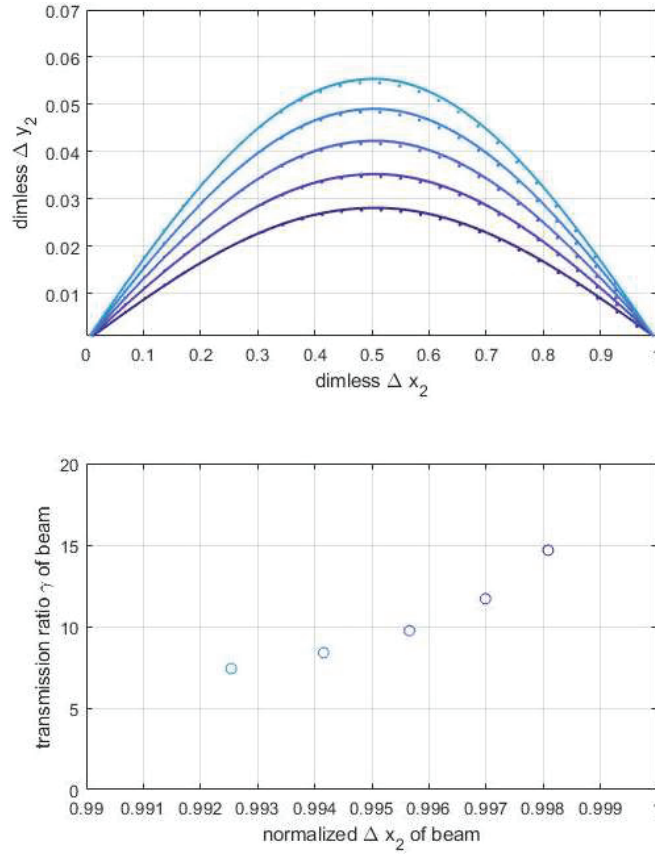 0.07
0.06
0.05
0.04
0.03
0.02
0.01
dimless Δ y2
0 0.1 0.2 0.3 0.4 0.5 0.6 0.7 0.8 0.9 1
dimless Δ x2
20
15
10
5
0
transmission ratio γ of beam
0.99 0.991 0.992 0.993 0.994 0.995 0.996 0.997 0.998 0.999 1
normalized Δ x2 of beam